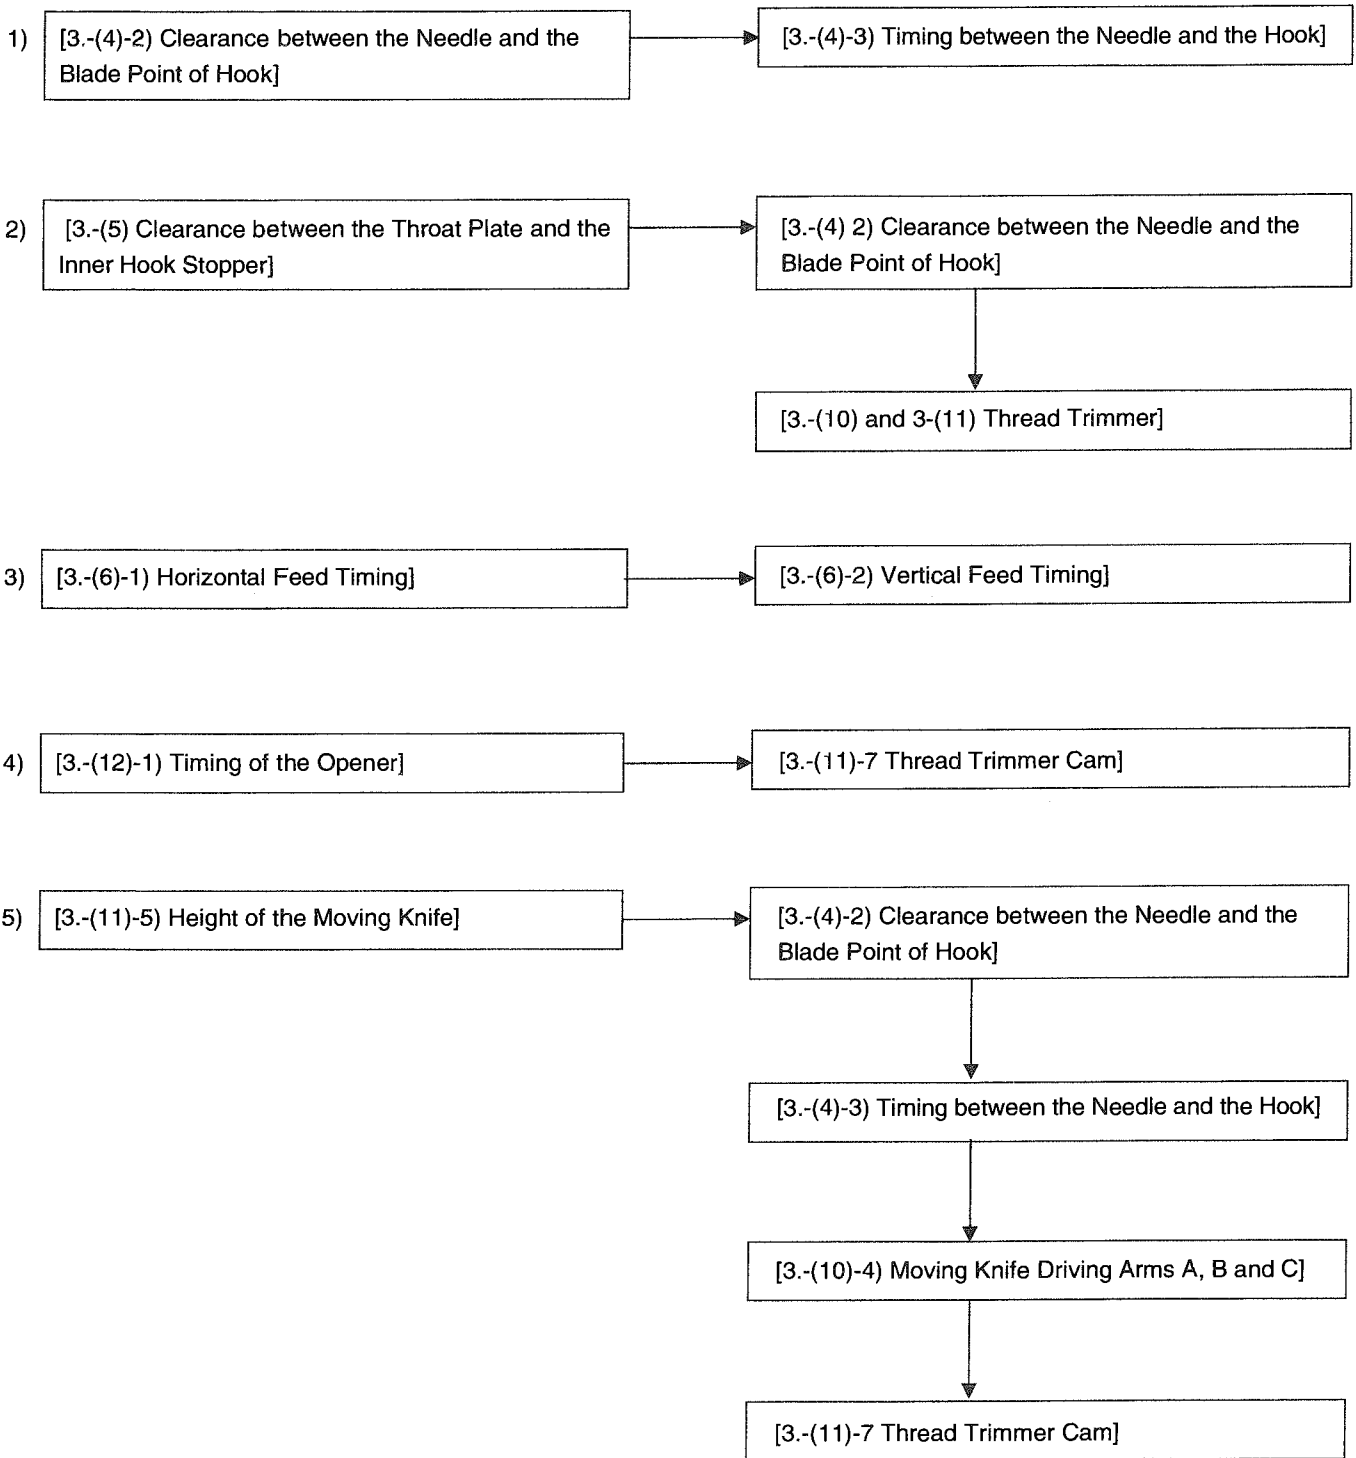 1)
[3.-(4)-2) Clearance between the Needle and the
Blade Point of Hook]
[3.-(4)-3) Timing between the Needle and the Hook]
2)
[3.-(5) Clearance between the Throat Plate and the
Inner Hook Stopper]
[3.-(4) 2) Clearance between the Needle and the
Blade Point of Hook]
[3.-(10) and 3-(11) Thread Trimmer]
3)
[3.-(6)-1) Horizontal Feed Timing]
[3.-(6)-2) Vertical Feed Timing]
4)
[3.-(12)-1) Timing of the Opener]
[3.-(11)-7 Thread Trimmer Cam]
5)
[3.-(11)-5) Height of the Moving Knife]
[3.-(4)-2) Clearance between the Needle and the
Blade Point of Hook]
[3.-(4)-3) Timing between the Needle and the Hook]
[3.-(10)-4) Moving Knife Driving Arms A, B and C]
[3.-(11)-7 Thread Trimmer Cam]